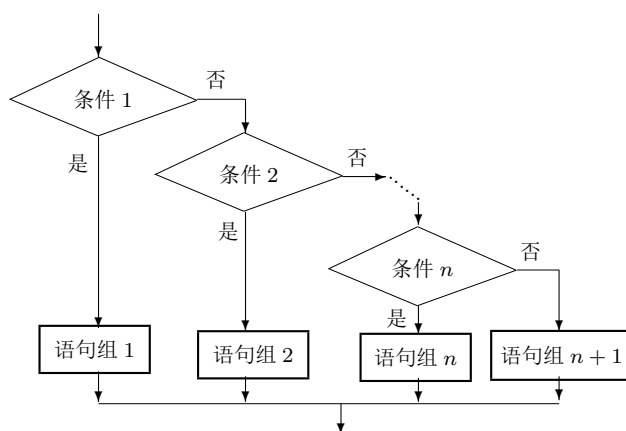 否
条件 1
是
否
条件 2
是
否
条件 n
是
语句组 1
语句组 2
语句组 n
语句组 n + 1